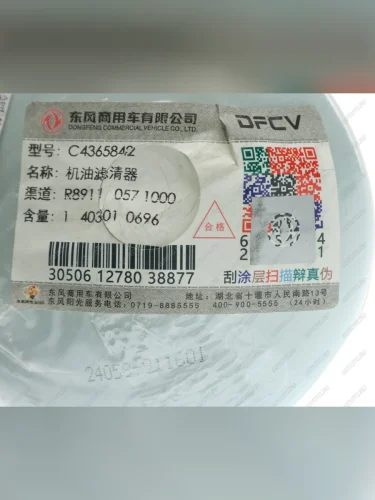 东风商用车有限公司
DONGFENG COMMERCIAL VEHICLE CO., LTD.
DFCV
型号: C4365842
名称: 机油滤清器
渠道: R8911 0571000
含量: 1 40301 0696
合格
30506 12780 38877
刮涂层扫描辩真伪
东风商用车有限公司
地址:湖北省十堰市人民南路13号
东风阳光服务电话:0719-8885555 400-900-5555 (24小时)